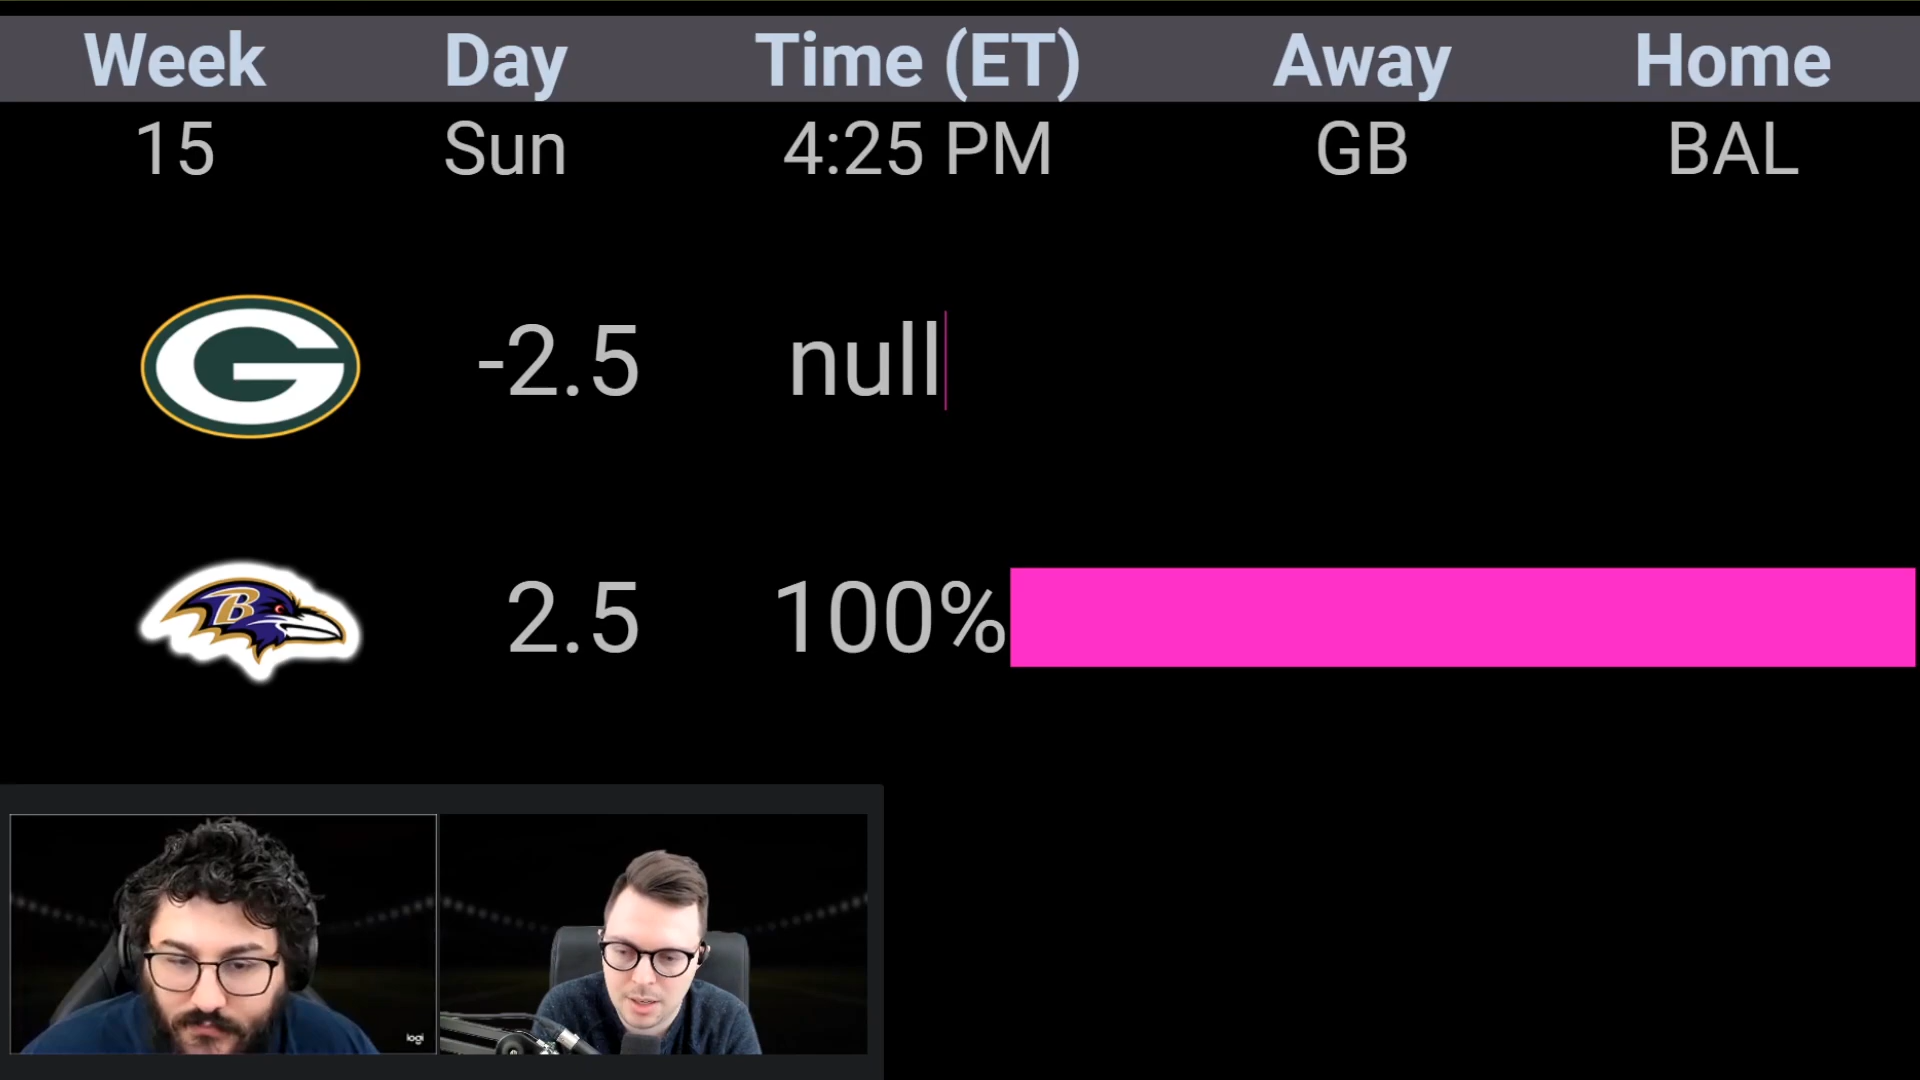 Week Day Time (ET) Away Home
15 Sun 4:25 PM GB BAL
G -2.5 null
B 2.5 100%
logi